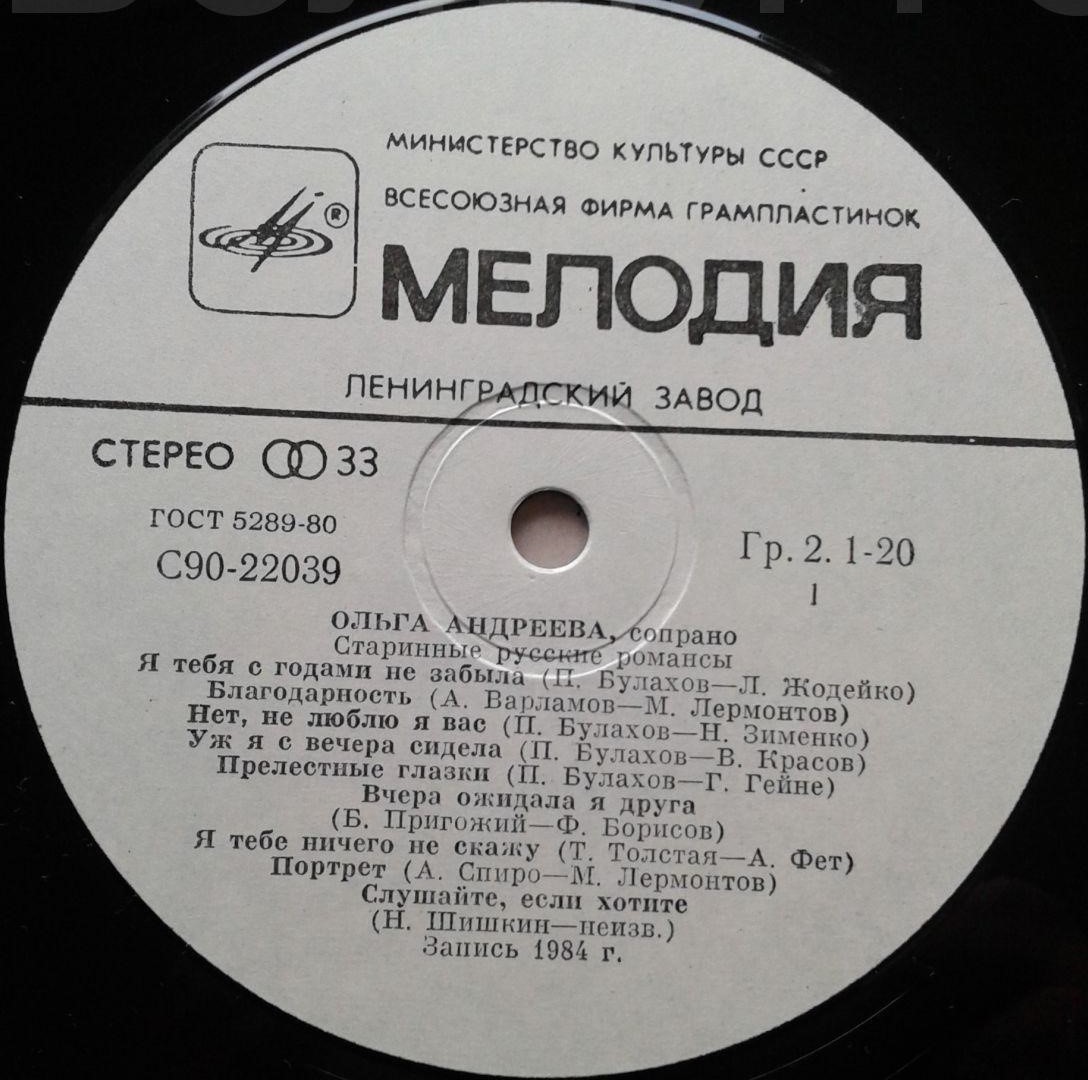 МИНИСТЕРСТВО КУЛЬТУРЫ СССР
ВСЕСОЮЗНАЯ ФИРМА ГРАМПЛАСТИНОК
®
МЕЛОДИЯ
ЛЕНИНГРАДСКИЙ ЗАВОД
СТЕРЕО 33
ГОСТ 5289-80
С90-22039
Гр. 2. 1-20
1
ОЛЬГА АНДРЕЕВА, сопрано
Старинные русские романсы
Я тебя с годами не забыла (П. Булахов—Л. Жодейко)
Благодарность (А. Варламов—М. Лермонтов)
Нет, не люблю я вас (П. Булахов—Н. Зименко)
Уж я с вечера сидела (П. Булахов—В. Красов)
Прелестные глазки (П. Булахов—Г. Гейне)
Вчера ожидала я друга
(Б. Пригожий—Ф. Борисов)
Я тебе ничего не скажу (Т. Толстая—А. Фет)
Портрет (А. Спиро—М. Лермонтов)
Слушайте, если хотите
(Н. Шишкин—неизв.)
Запись 1984 г.